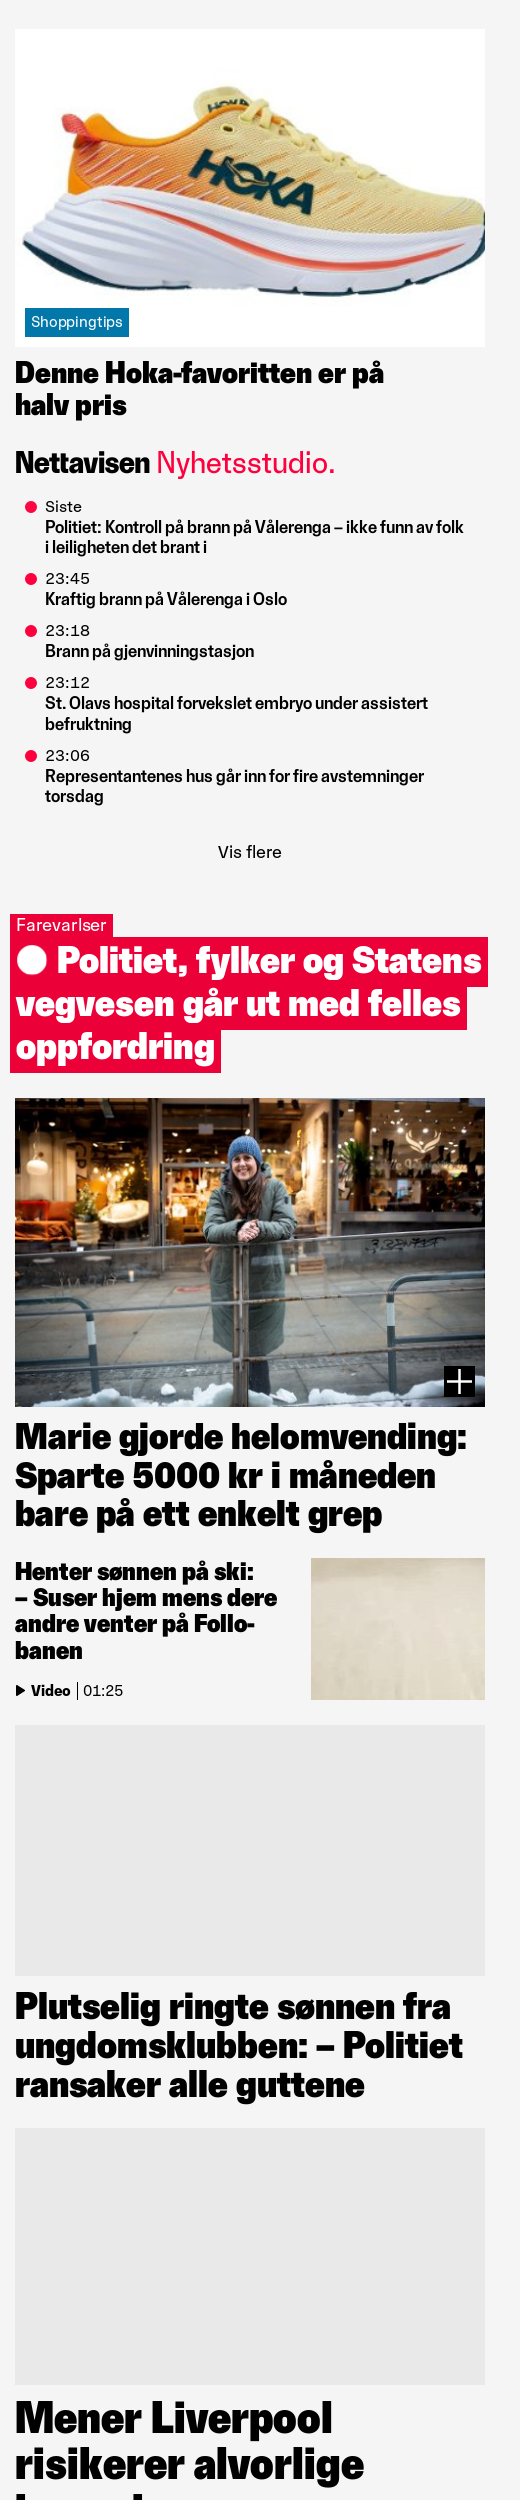 HOKA
HOKA
Shoppingtips
Denne Hoka-favoritten er på
halv pris
Nettavisen Nyhetsstudio.
Siste
Politiet: Kontroll på brann på Vålerenga – ikke funn av folk
i leiligheten det brant i
23:45
Kraftig brann på Vålerenga i Oslo
23:18
Brann på gjenvinningstasjon
23:12
St. Olavs hospital forvekslet embryo under assistert
befruktning
23:06
Representantenes hus går inn for fire avstemninger
torsdag
Vis flere
Farevarlser
Politiet, fylker og Statens
vegvesen går ut med felles
oppfordring
Marie gjorde helomvending:
Sparte 5000 kr i måneden
bare på ett enkelt grep
Henter sønnen på ski:
– Suser hjem mens dere
andre venter på Follo-
banen
Video 01:25
Plutselig ringte sønnen fra
ungdomsklubben: – Politiet
ransaker alle guttene
Mener Liverpool
risikerer alvorlige